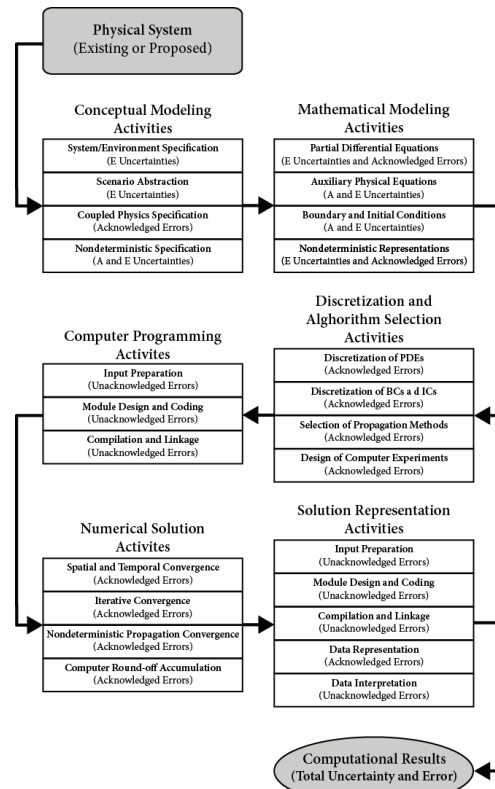 Physical System
(Existing or Proposed)
Conceptual Modeling
Activities
System/Environment Specification
(E Uncertainties)
Scenario Abstraction
(E Uncertainties)
Coupled Physics Specification
(Acknowledged Errors)
Nondeterministic Specification
(A and E Uncertainties)
Mathematical Modeling
Activities
Partial Differential Equations
(E Uncertainties and Acknowledged Errors)
Auxiliary Physical Equations
(A and E Uncertainties)
Boundary and Initial Conditions
(A and E Uncertainties)
Nondeterministic Representations
(E Uncertainties and Acknowledged Errors)
Discretization and
Alghorithm Selection
Activities
Discretization of PDEs
(Acknowledged Errors)
Discretization of BCs a d ICs
(Acknowledged Errors)
Selection of Propagation Methods
(Acknowledged Errors)
Design of Computer Experiments
(Acknowledged Errors)
Computer Programming
Activites
Input Preparation
(Unacknowledged Errors)
Module Design and Coding
(Unacknowledged Errors)
Compilation and Linkage
(Unacknowledged Errors)
Numerical Solution
Activites
Spatial and Temporal Convergence
(Acknowledged Errors)
Iterative Convergence
(Acknowledged Errors)
Nondeterministic Propagation Convergence
(Acknowledged Errors)
Computer Round-off Accumulation
(Acknowledged Errors)
Solution Representation
Activities
Input Preparation
(Unacknowledged Errors)
Module Design and Coding
(Unacknowledged Errors)
Compilation and Linkage
(Unacknowledged Errors)
Data Representation
(Acknowledged Errors)
Data Interpretation
(Unacknowledged Errors)
Computational Results
(Total Uncertainty and Error)